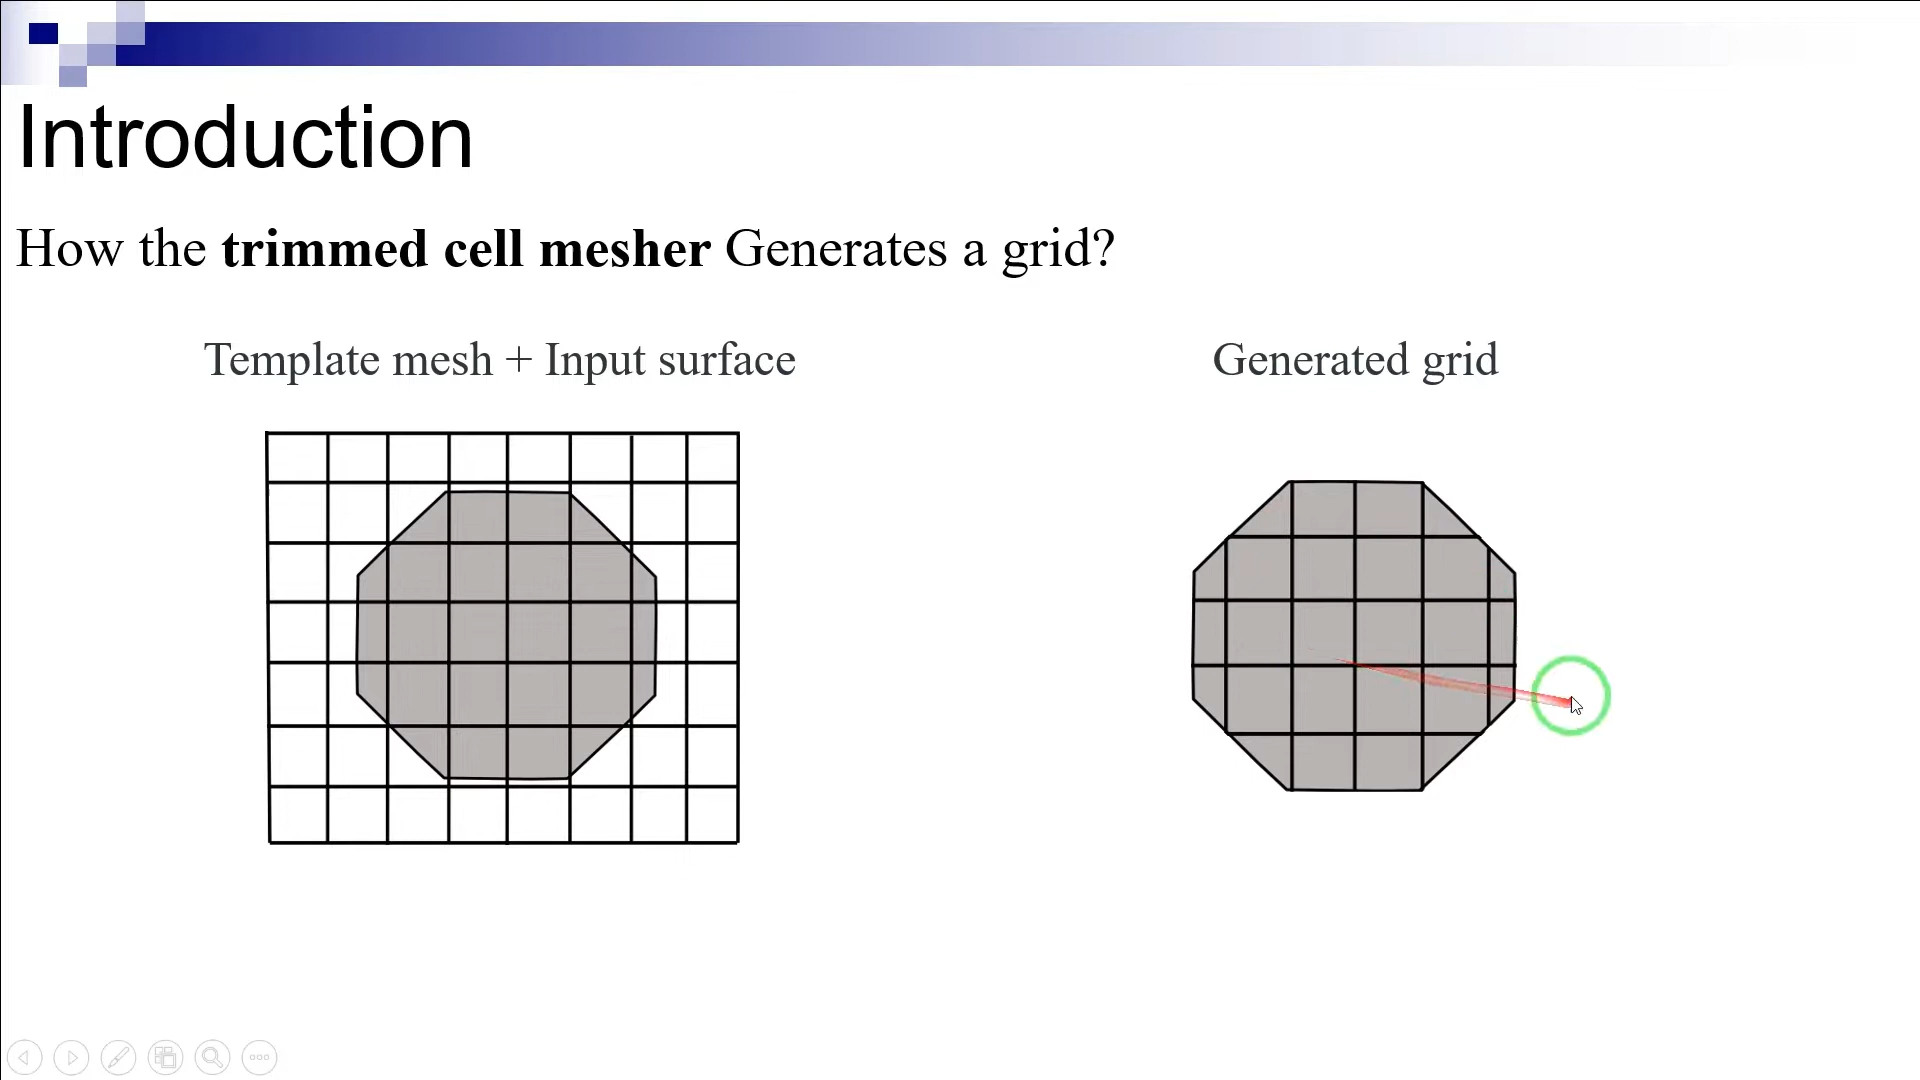 Introduction
How the trimmed cell mesher Generates a grid?
Template mesh + Input surface
Generated grid